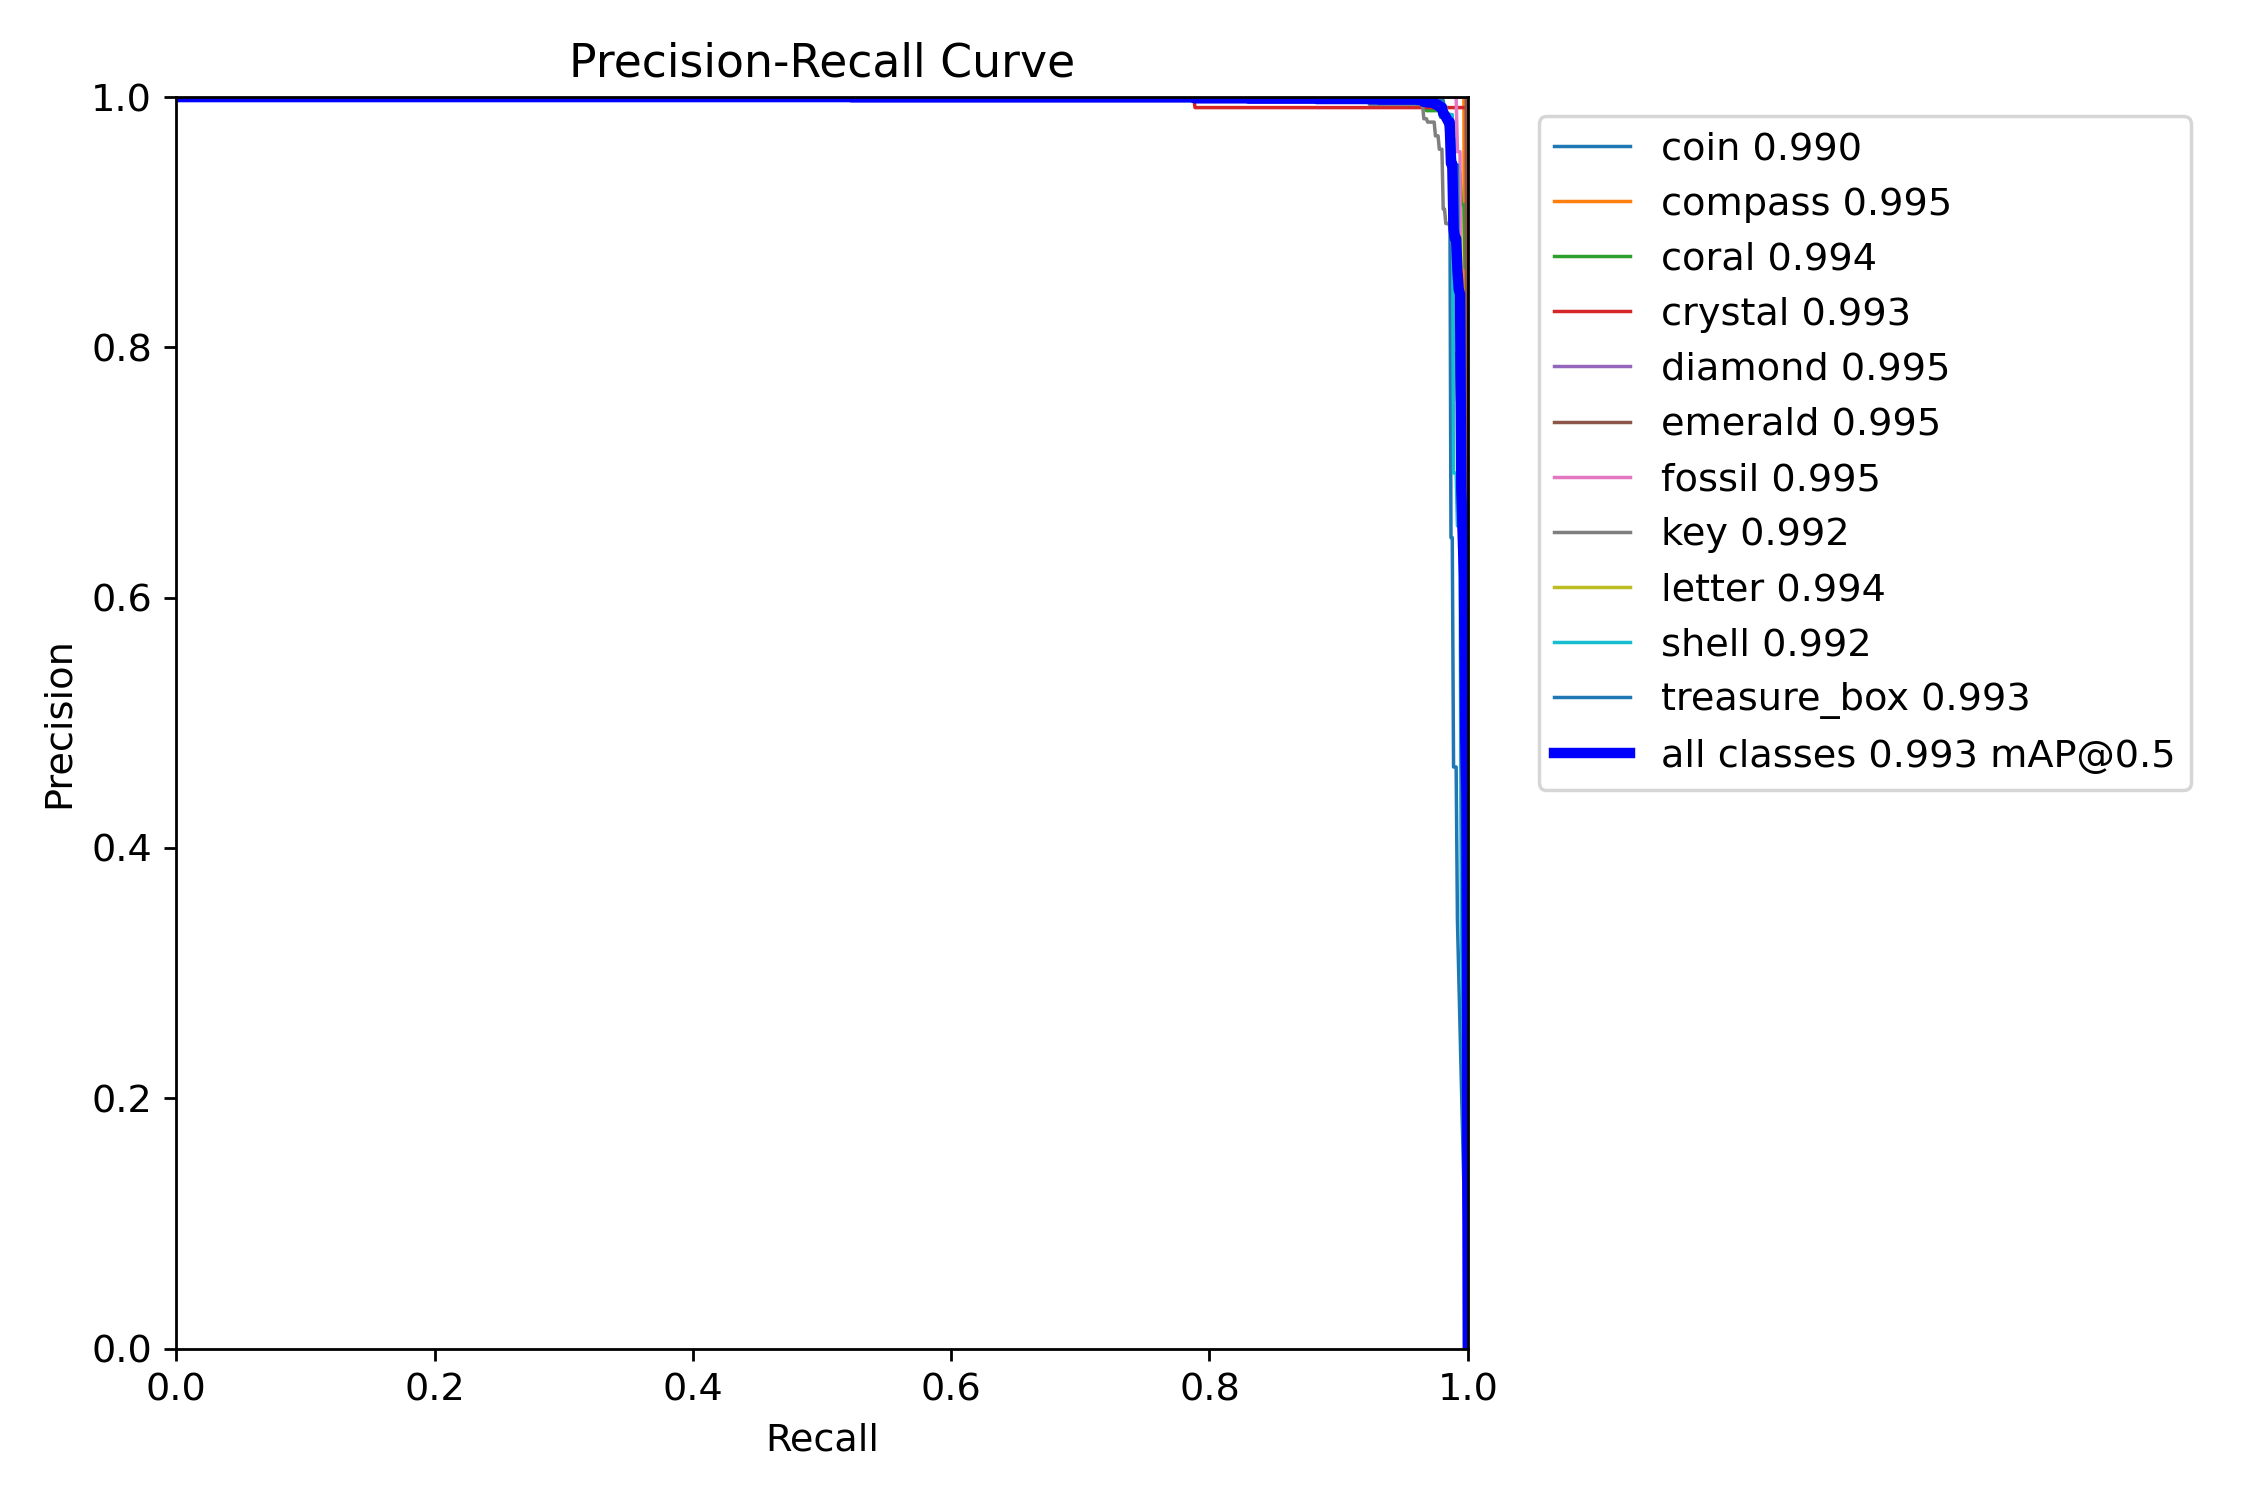 Precision-Recall Curve
1.0
0.8
0.6
0.4
0.2
0.0
Precision
0.0 0.2 0.4 0.6 0.8 1.0
Recall
coin 0.990
compass 0.995
coral 0.994
crystal 0.993
diamond 0.995
emerald 0.995
fossil 0.995
key 0.992
letter 0.994
shell 0.992
treasure_box 0.993
all classes 0.993 mAP@0.5